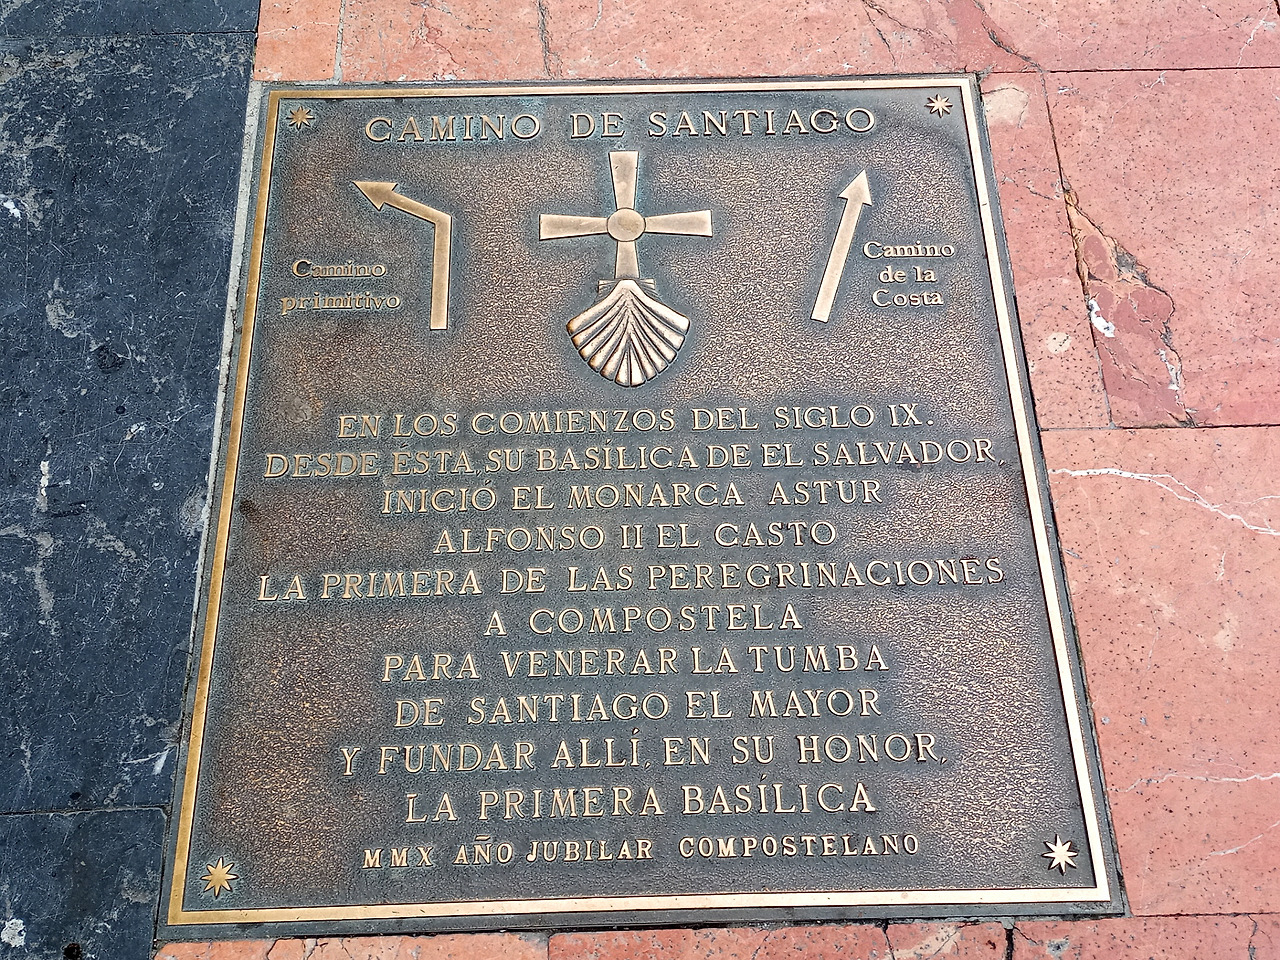 CAMINO DE SANTIAGO
Camino
primitivo
Camino
de la
Costa
EN LOS COMIENZOS DEL SIGLO IX.
DESDE ESTA, SU BASÍLICA DE EL SALVADOR,
INICIÓ EL MONARCA ASTUR
ALFONSO II EL CASTO
LA PRIMERA DE LAS PEREGRINACIONES
A COMPOSTELA
PARA VENERAR LA TUMBA
DE SANTIAGO EL MAYOR
Y FUNDAR ALLÍ, EN SU HONOR,
LA PRIMERA BASÍLICA
MMX AÑO JUBILAR COMPOSTELANO